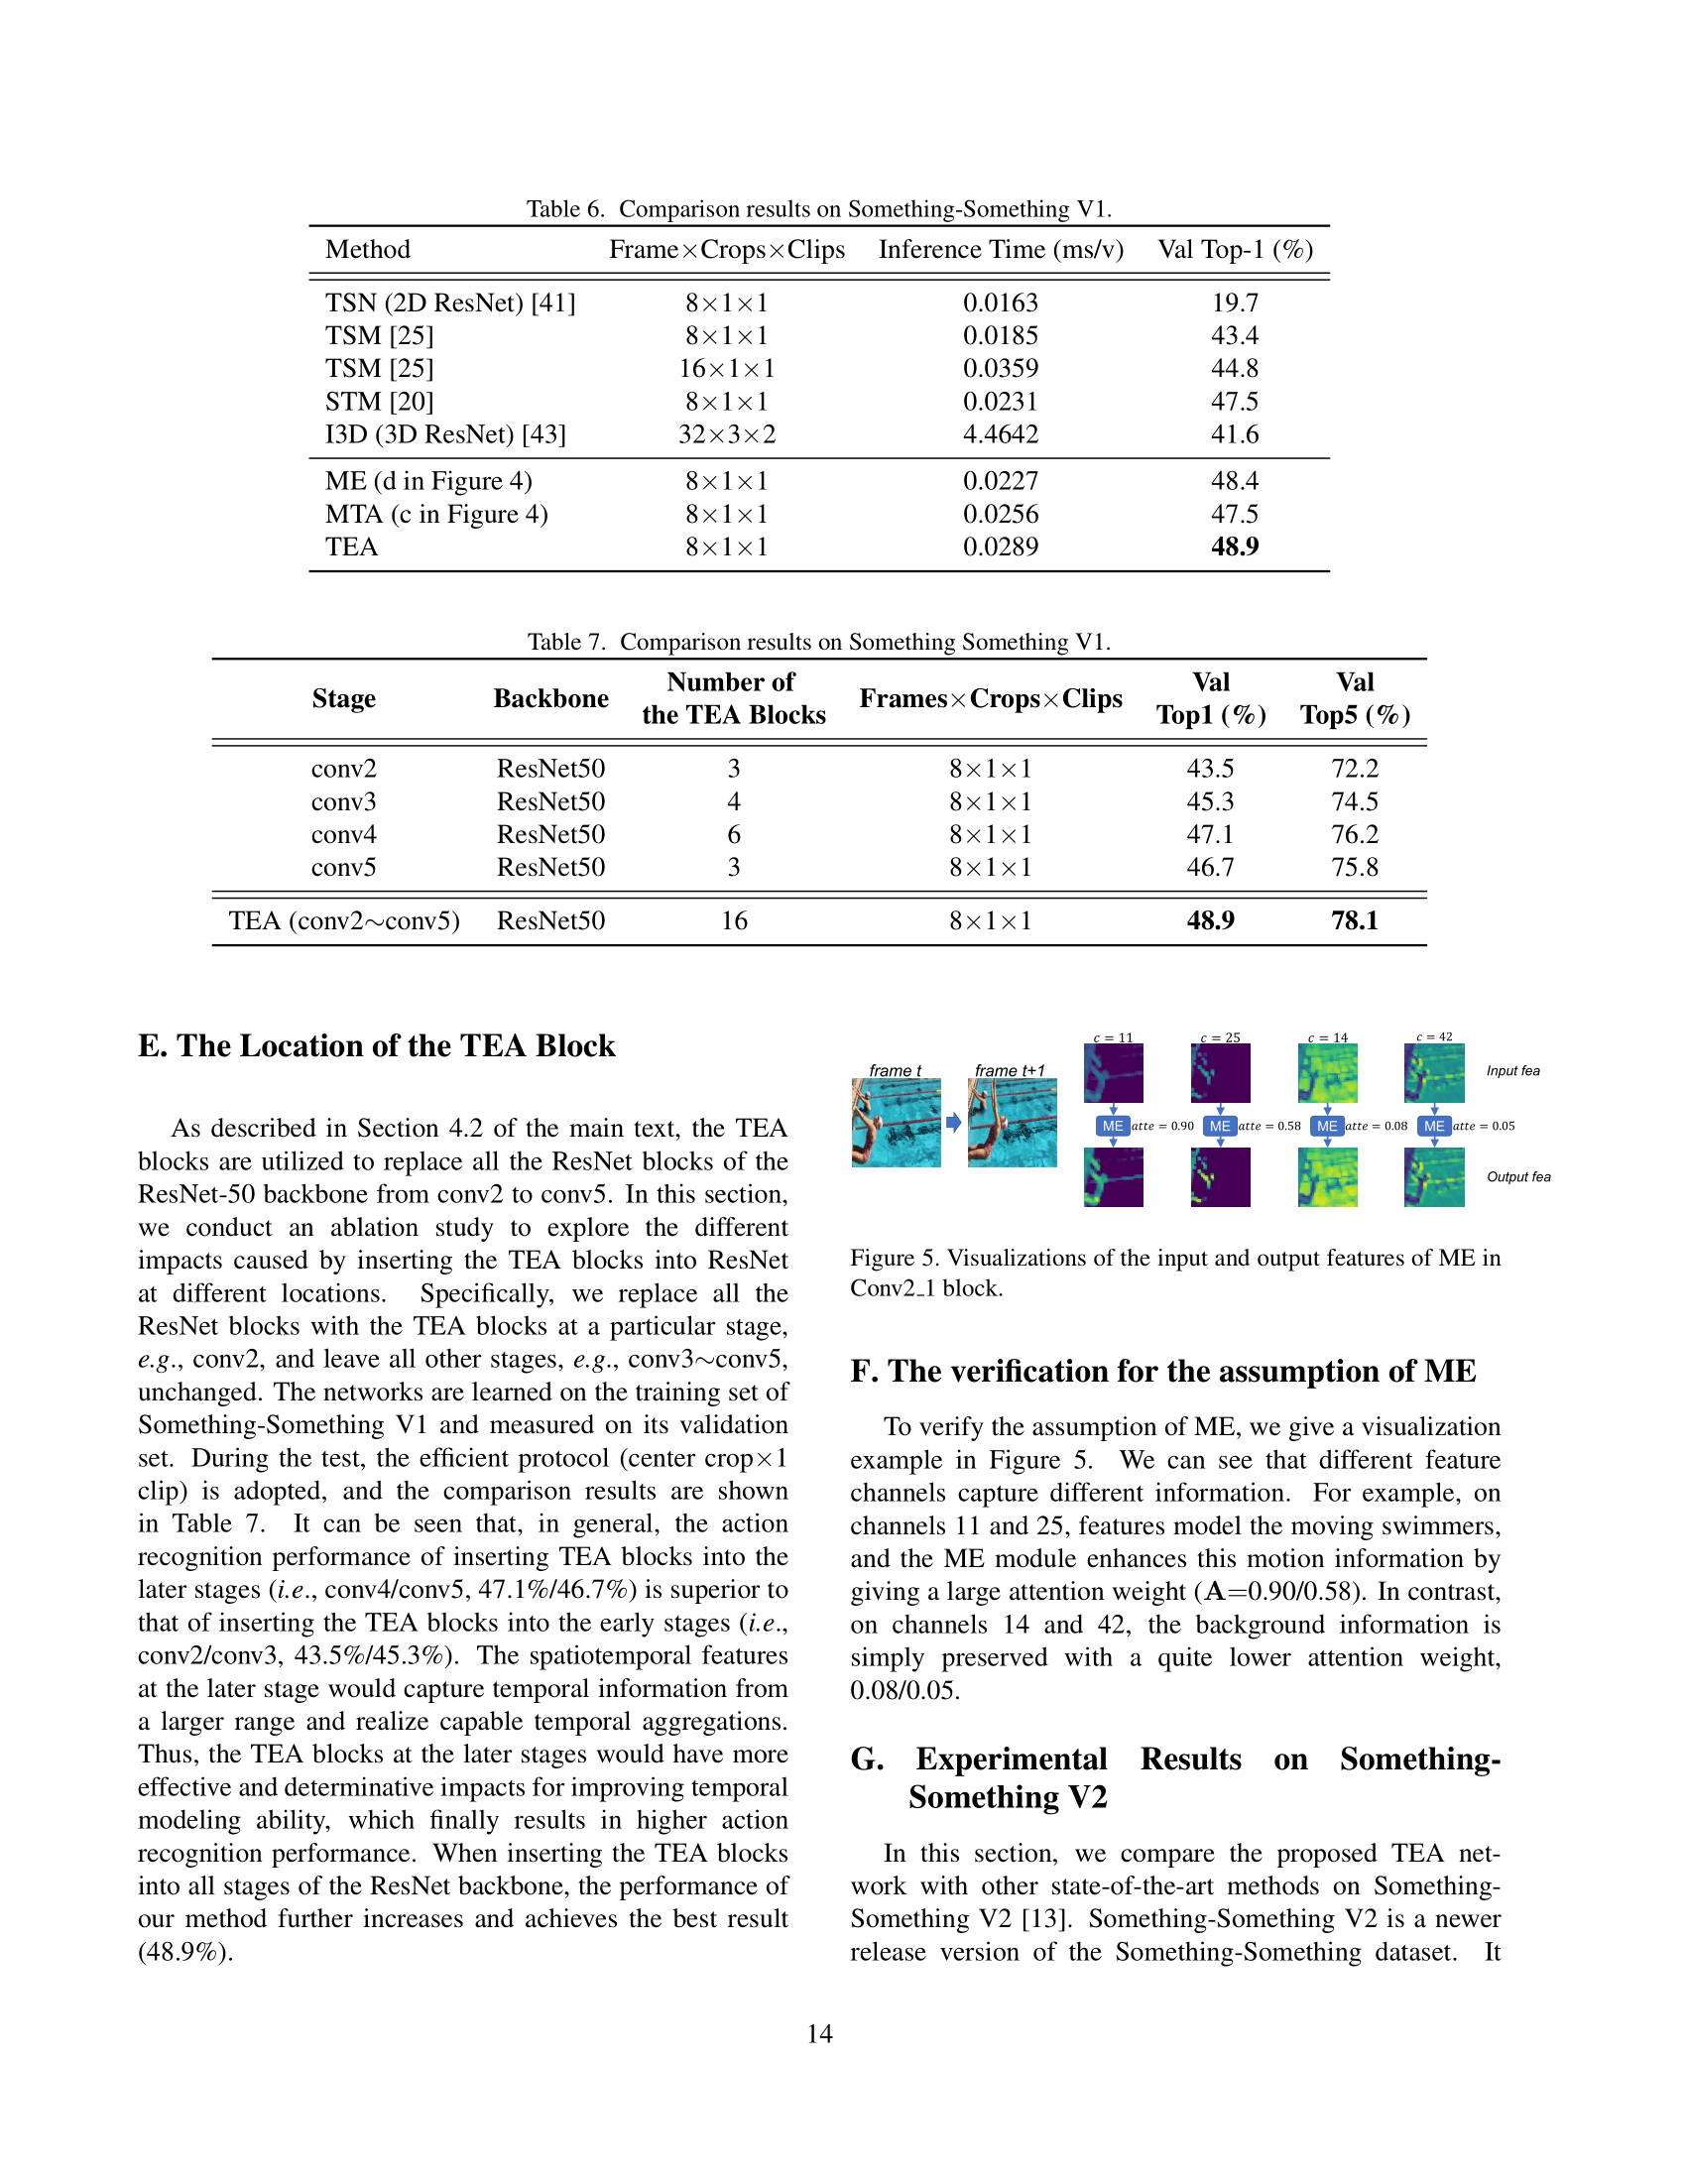 Table 6. Comparison results on Something-Something V1.
Method Frame×Crops×Clips Inference Time (ms/v) Val Top-1 (%)
TSN (2D ResNet) [41] 8×1×1 0.0163 19.7
TSM [25] 8×1×1 0.0185 43.4
TSM [25] 16×1×1 0.0359 44.8
STM [20] 8×1×1 0.0231 47.5
I3D (3D ResNet) [43] 32×3×2 4.4642 41.6
ME (d in Figure 4) 8×1×1 0.0227 48.4
MTA (c in Figure 4) 8×1×1 0.0256 47.5
TEA 8×1×1 0.0289 48.9
Table 7. Comparison results on Something Something V1.
Stage Backbone Number of the TEA Blocks Frames×Crops×Clips Val Top1 (%) Val Top5 (%)
conv2 ResNet50 3 8×1×1 43.5 72.2
conv3 ResNet50 4 8×1×1 45.3 74.5
conv4 ResNet50 6 8×1×1 47.1 76.2
conv5 ResNet50 3 8×1×1 46.7 75.8
TEA (conv2∼conv5) ResNet50 16 8×1×1 48.9 78.1
E. The Location of the TEA Block
As described in Section 4.2 of the main text, the TEA
blocks are utilized to replace all the ResNet blocks of the
ResNet-50 backbone from conv2 to conv5. In this section,
we conduct an ablation study to explore the different
impacts caused by inserting the TEA blocks into ResNet
at different locations. Specifically, we replace all the
ResNet blocks with the TEA blocks at a particular stage,
e.g., conv2, and leave all other stages, e.g., conv3∼conv5,
unchanged. The networks are learned on the training set of
Something-Something V1 and measured on its validation
set. During the test, the efficient protocol (center crop×1
clip) is adopted, and the comparison results are shown
in Table 7. It can be seen that, in general, the action
recognition performance of inserting TEA blocks into the
later stages (i.e., conv4/conv5, 47.1%/46.7%) is superior to
that of inserting the TEA blocks into the early stages (i.e.,
conv2/conv3, 43.5%/45.3%). The spatiotemporal features
at the later stage would capture temporal information from
a larger range and realize capable temporal aggregations.
Thus, the TEA blocks at the later stages would have more
effective and determinative impacts for improving temporal
modeling ability, which finally results in higher action
recognition performance. When inserting the TEA blocks
into all stages of the ResNet backbone, the performance of
our method further increases and achieves the best result
(48.9%).
frame t frame t+1
c = 11 c = 25 c = 14 c = 42
Input fea
ME atte = 0.90 ME atte = 0.58 ME atte = 0.08 ME atte = 0.05
Output fea
Figure 5. Visualizations of the input and output features of ME in
Conv2_1 block.
F. The verification for the assumption of ME
To verify the assumption of ME, we give a visualization
example in Figure 5. We can see that different feature
channels capture different information. For example, on
channels 11 and 25, features model the moving swimmers,
and the ME module enhances this motion information by
giving a large attention weight (A=0.90/0.58). In contrast,
on channels 14 and 42, the background information is
simply preserved with a quite lower attention weight,
0.08/0.05.
G. Experimental Results on Something-
Something V2
In this section, we compare the proposed TEA net-
work with other state-of-the-art methods on Something-
Something V2 [13]. Something-Something V2 is a newer
release version of the Something-Something dataset. It
14